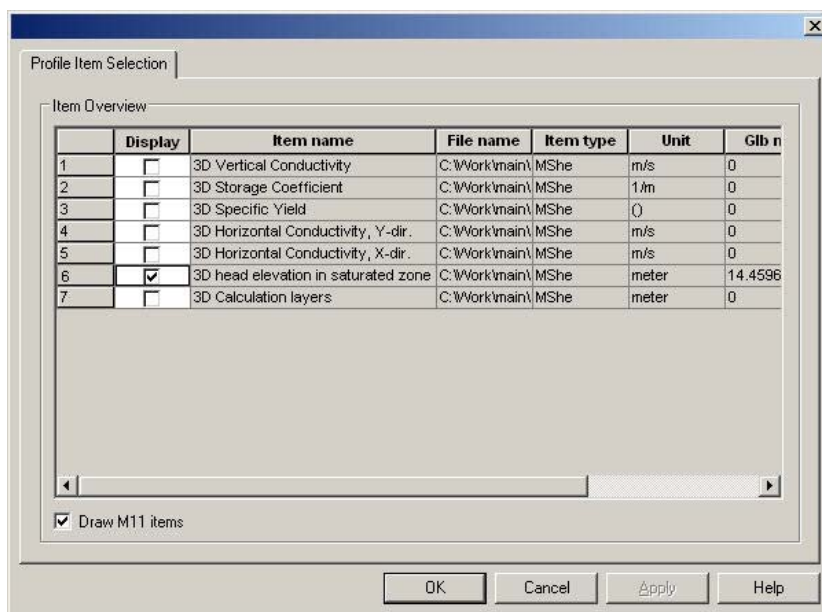 Profile Item Selection
Item Overview
Display Item name File name Item type Unit Glb n
1 3D Vertical Conductivity C:\Work\main\ MShe m/s 0
2 3D Storage Coefficient C:\Work\main\ MShe 1/m 0
3 3D Specific Yield C:\Work\main\ MShe () 0
4 3D Horizontal Conductivity, Y-dir. C:\Work\main\ MShe m/s 0
5 3D Horizontal Conductivity, X-dir. C:\Work\main\ MShe m/s 0
6 3D head elevation in saturated zone C:\Work\main\ MShe meter 14.4596
7 3D Calculation layers C:\Work\main\ MShe meter 0
Draw M11 items
OK Cancel Apply Help